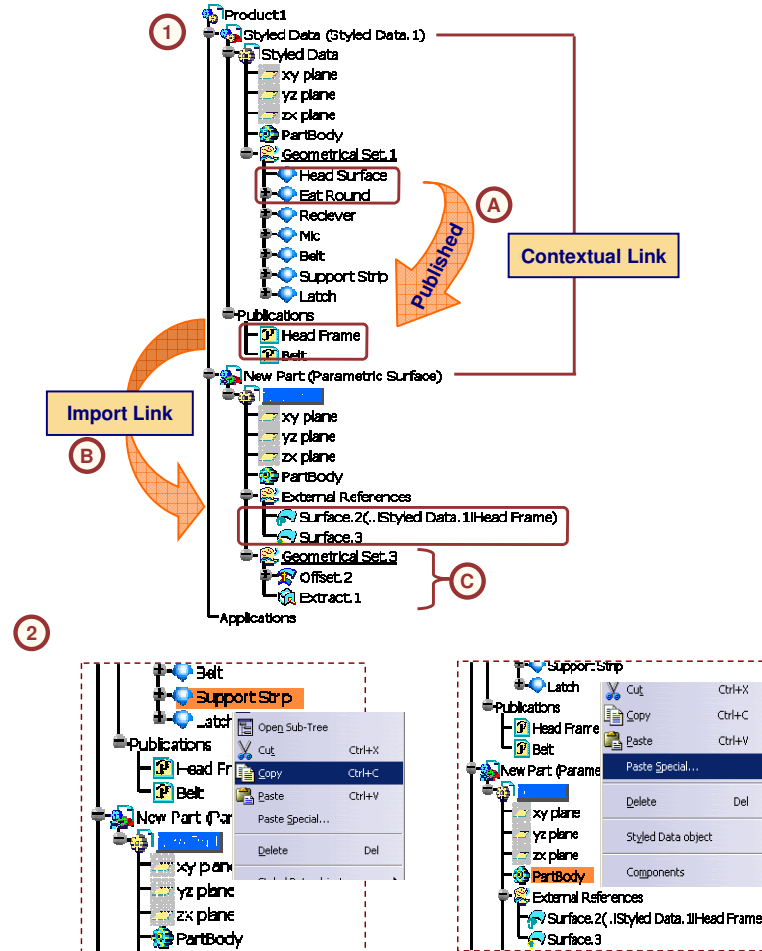 Product1
1
Styled Data (Styled Data.1)
Styled Data
xy plane
yz plane
zx plane
PartBody
Geometrical Set.1
Head Surface
Eat Round
A
Reciever
Mic
Belt
Published
Contextual Link
Support Strip
Latch
Publications
Head Frame
Belt
New Part (Parametric Surface)
Import Link
xy plane
B
yz plane
zx plane
PartBody
External References
Surface.2(..!Styled Data.1!Head Frame)
Surface.3
Geometrical Set.3
C
Offset.2
Extract.1
Applications
2
Belt
Support Strip
Latch
Open Sub-Tree
Publications
Cut Ctrl+X
Head Fr
Copy Ctrl+C
Belt
Paste Ctrl+V
New Part (Par
Paste Special...
Delete Del
xy plane
yz plane
zx plane
PartBody
Support Strip
Latch
Cut Ctrl+X
Publications
Copy Ctrl+C
Head Frame
Paste Ctrl+V
Belt
New Part (Parame
Paste Special...
Delete Del
xy plane
yz plane
Styled Data object
zx plane
PartBody
Components
External References
Surface.2(..!Styled Data.1!Head Frame
Surface.3